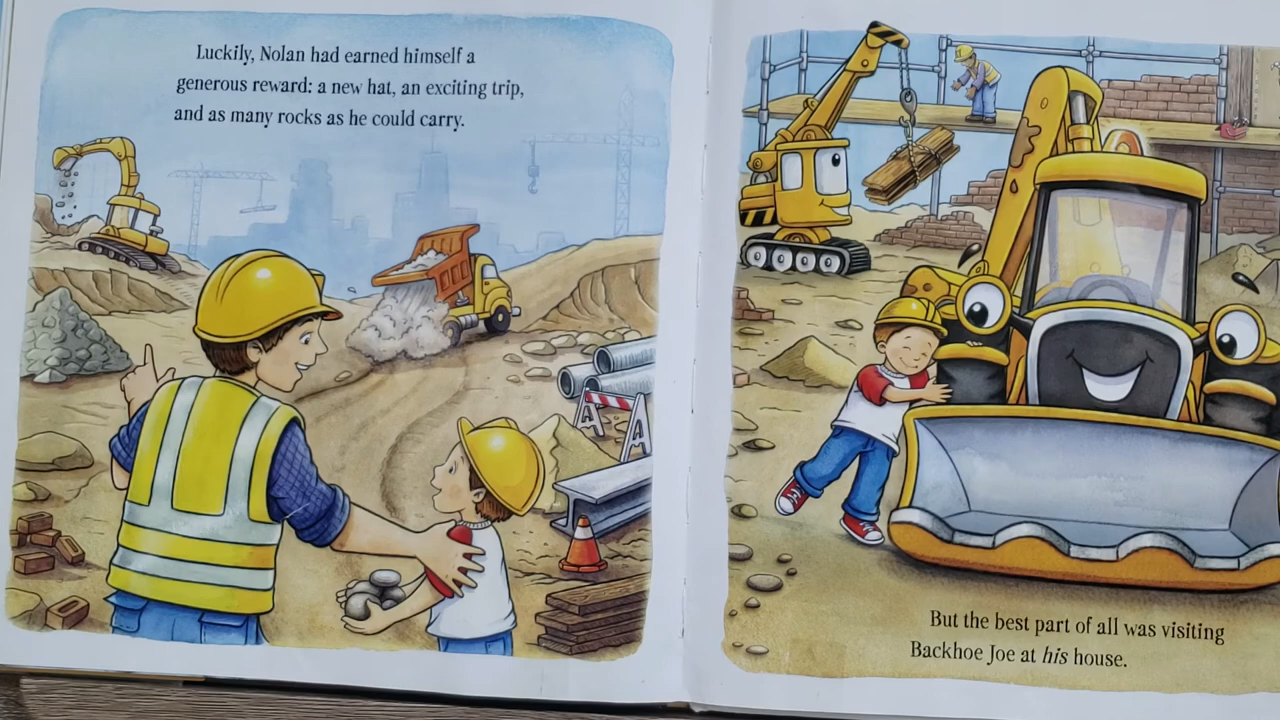 Luckily, Nolan had earned himself a
generous reward: a new hat, an exciting trip,
and as many rocks as he could carry.
But the best part of all was visiting
Backhoe Joe at his house.